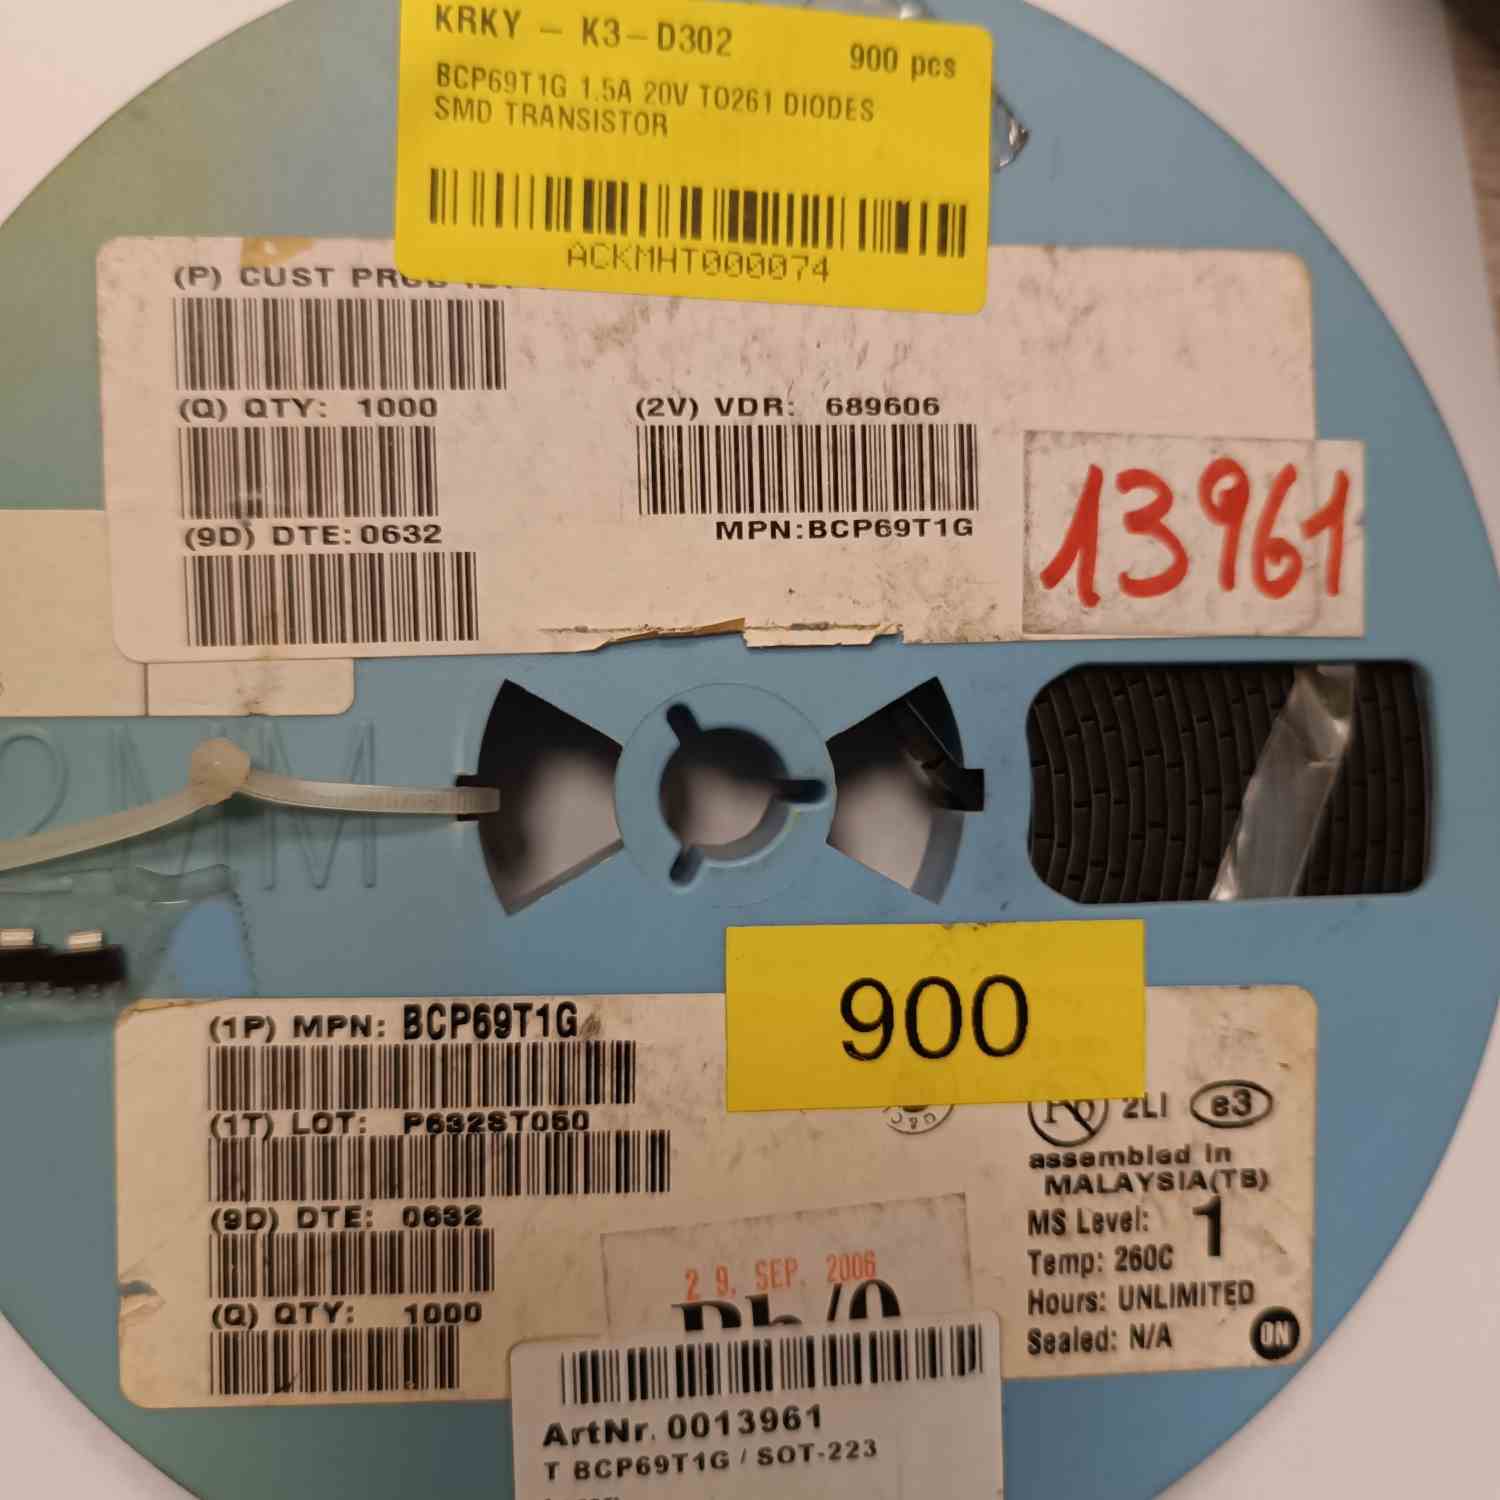 KRKY - K3-D302
900 pcs
BCP69T1G 1.5A 20V TO261 DIODES
SMD TRANSISTOR
ACKMHT000074
(P) CUST PROD
(Q) QTY: 1000
(2V) VDR: 689606
(9D) DTE: 0632
MPN:BCP69T1G
13961
2MM
900
(1P) MPN: BCP69T1G
(1T) LOT: P632ST050
2LI e3
assembled in
MALAYSIA(TB)
(9D) DTE: 0632
MS Level: 1
Temp: 260C
29. SEP. 2006
Hours: UNLIMITED
(Q) QTY: 1000
Sealed: N/A
ON
ArtNr. 0013961
T BCP69T1G / SOT-223